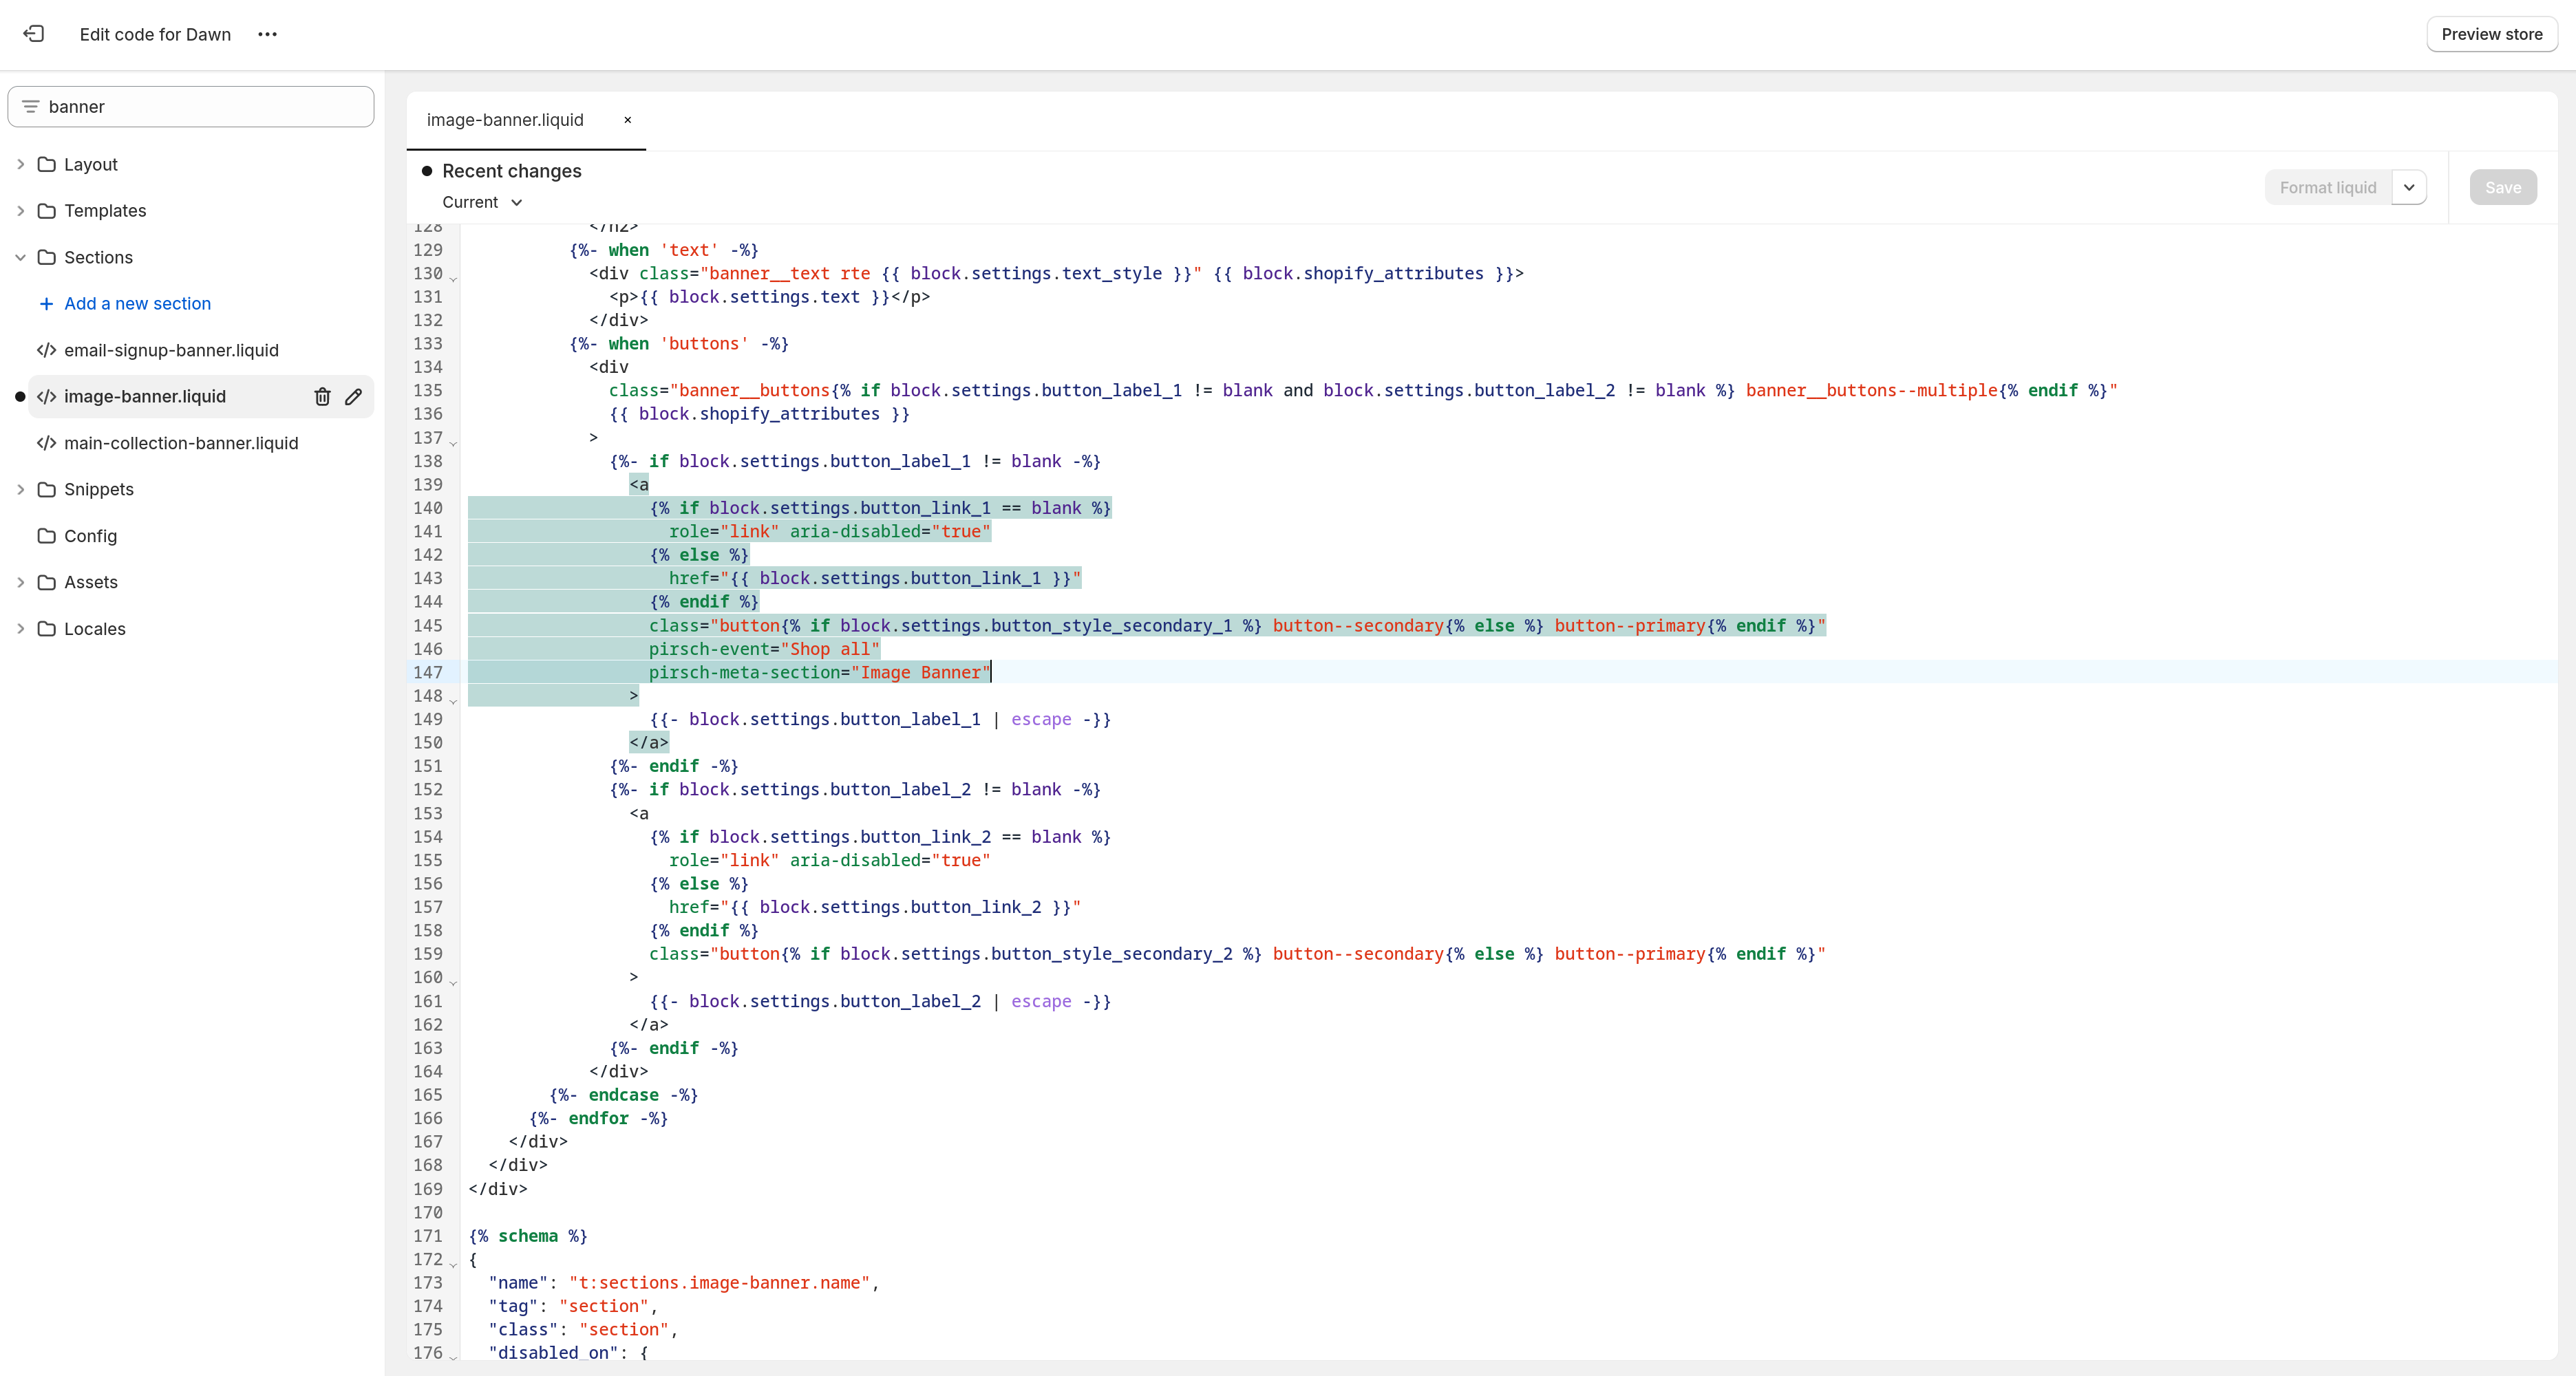 Edit code for Dawn ...
Preview store
banner
Layout
Templates
Sections
Add a new section
email-signup-banner.liquid
image-banner.liquid
main-collection-banner.liquid
Snippets
Config
Assets
Locales
image-banner.liquid ×
Recent changes
Current
Format liquid
Save
128 </h2>
129 {%- when 'text' -%}
130 <div class="banner__text rte {{ block.settings.text_style }}" {{ block.shopify_attributes }}>
131 <p>{{ block.settings.text }}</p>
132 </div>
133 {%- when 'buttons' -%}
134 <div
135 class="banner__buttons{% if block.settings.button_label_1 != blank and block.settings.button_label_2 != blank %} banner__buttons--multiple{% endif %}"
136 {{ block.shopify_attributes }}
137 >
138 {%- if block.settings.button_label_1 != blank -%}
139 <a
140 {% if block.settings.button_link_1 == blank %}
141 role="link" aria-disabled="true"
142 {% else %}
143 href="{{ block.settings.button_link_1 }}"
144 {% endif %}
145 class="button{% if block.settings.button_style_secondary_1 %} button--secondary{% else %} button--primary{% endif %}"
146 pirsch-event="Shop all"
147 pirsch-meta-section="Image Banner"
148 >
149 {{- block.settings.button_label_1 | escape -}}
150 </a>
151 {%- endif -%}
152 {%- if block.settings.button_label_2 != blank -%}
153 <a
154 {% if block.settings.button_link_2 == blank %}
155 role="link" aria-disabled="true"
156 {% else %}
157 href="{{ block.settings.button_link_2 }}"
158 {% endif %}
159 class="button{% if block.settings.button_style_secondary_2 %} button--secondary{% else %} button--primary{% endif %}"
160 >
161 {{- block.settings.button_label_2 | escape -}}
162 </a>
163 {%- endif -%}
164 </div>
165 {%- endcase -%}
166 {%- endfor -%}
167 </div>
168 </div>
169 </div>
170
171 {% schema %}
172 {
173 "name": "t:sections.image-banner.name",
174 "tag": "section",
175 "class": "section",
176 "disabled_on": {